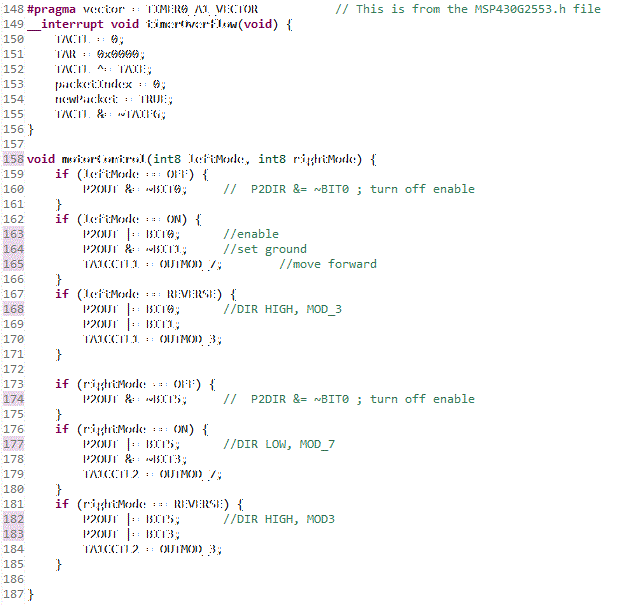 148 #pragma vector = TIMER0_A1_VECTOR // This is from the MSP430G2553.h file
149 __interrupt void timerOverflow(void) {
150 TACTL = 0;
151 TAR = 0x0000;
152 TACTL ^= TAIE;
153 packetIndex = 0;
154 newPacket = TRUE;
155 TACTL &= ~TAIFG;
156 }
157
158 void motorControl(int8 leftMode, int8 rightMode) {
159 if (leftMode == OFF) {
160 P2OUT &= ~BIT0; // P2DIR &= ~BIT0 ; turn off enable
161 }
162 if (leftMode == ON) {
163 P2OUT |= BIT0; //enable
164 P2OUT &= ~BIT1; //set ground
165 TA1CCTL1 = OUTMOD_7; //move forward
166 }
167 if (leftMode == REVERSE) {
168 P2OUT |= BIT0; //DIR HIGH, MOD_3
169 P2OUT |= BIT1;
170 TA1CCTL1 = OUTMOD_3;
171 }
172
173 if (rightMode == OFF) {
174 P2OUT &= ~BIT5; // P2DIR &= ~BIT0 ; turn off enable
175 }
176 if (rightMode == ON) {
177 P2OUT |= BIT5; //DIR LOW, MOD_7
178 P2OUT &= ~BIT3;
179 TA1CCTL2 = OUTMOD_7;
180 }
181 if (rightMode == REVERSE) {
182 P2OUT |= BIT5; //DIR HIGH, MOD3
183 P2OUT |= BIT3;
184 TA1CCTL2 = OUTMOD_3;
185 }
186
187 }